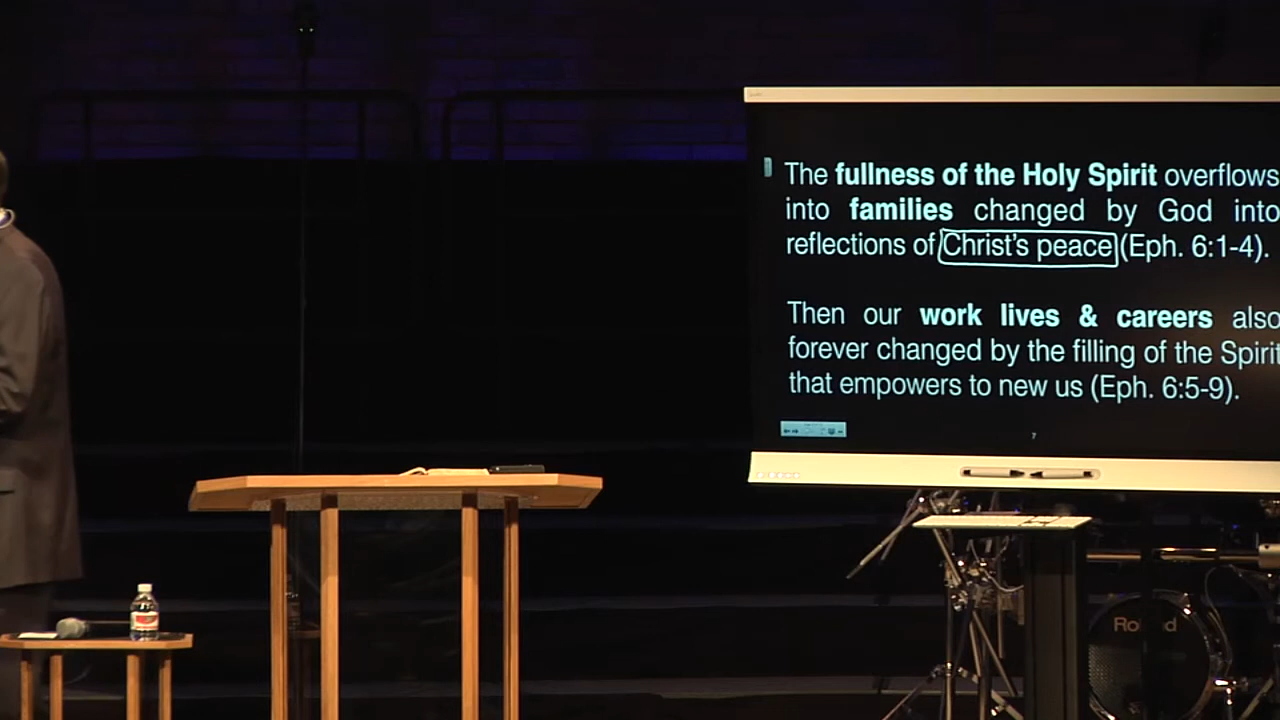 The fullness of the Holy Spirit overflows
into families changed by God into
reflections of Christ's peace (Eph. 6:1-4).
Then our work lives & careers also
forever changed by the filling of the Spirit
that empowers to new us (Eph. 6:5-9).
7
Roland